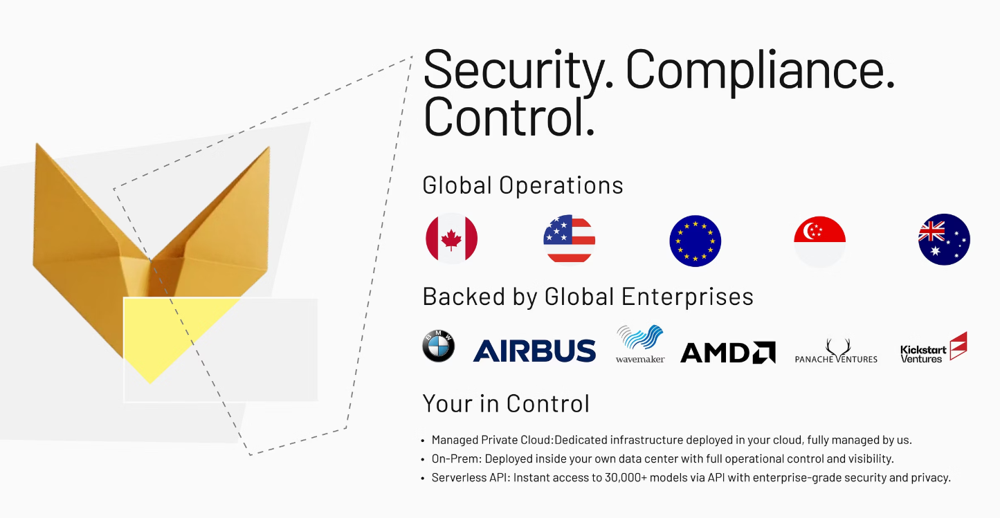 Security. Compliance.
Control.
Global Operations
Backed by Global Enterprises
BMW
AIRBUS
wavemaker
AMD
PANACHE VENTURES
Kickstart
Ventures
Your in Control
• Managed Private Cloud:Dedicated infrastructure deployed in your cloud, fully managed by us.
• On-Prem: Deployed inside your own data center with full operational control and visibility.
• Serverless API: Instant access to 30,000+ models via API with enterprise-grade security and privacy.